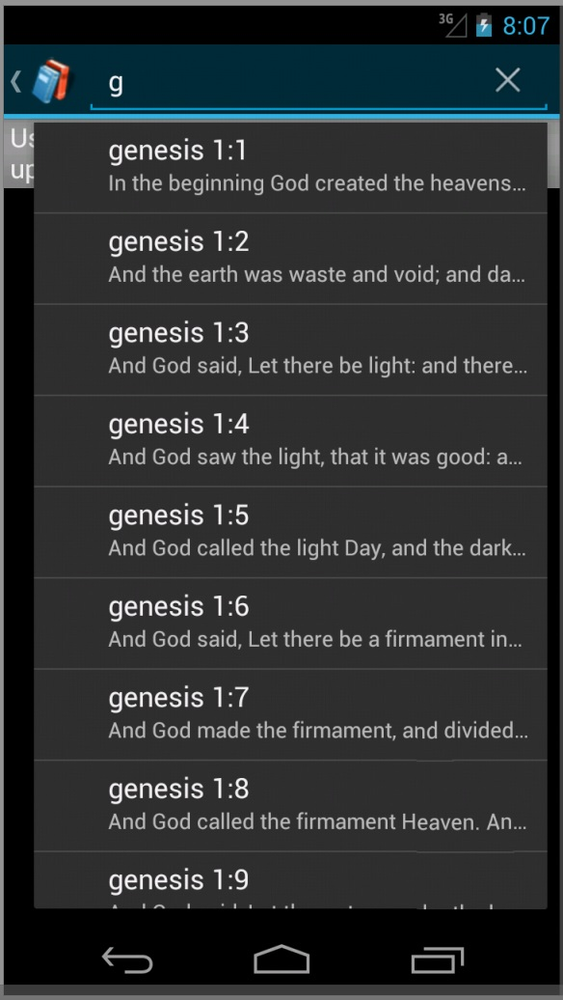 3G 8:07
g
Us
up
genesis 1:1
In the beginning God created the heavens...
genesis 1:2
And the earth was waste and void; and da...
genesis 1:3
And God said, Let there be light: and there...
genesis 1:4
And God saw the light, that it was good: a...
genesis 1:5
And God called the light Day, and the dark...
genesis 1:6
And God said, Let there be a firmament in...
genesis 1:7
And God made the firmament, and divided...
genesis 1:8
And God called the firmament Heaven. An...
genesis 1:9